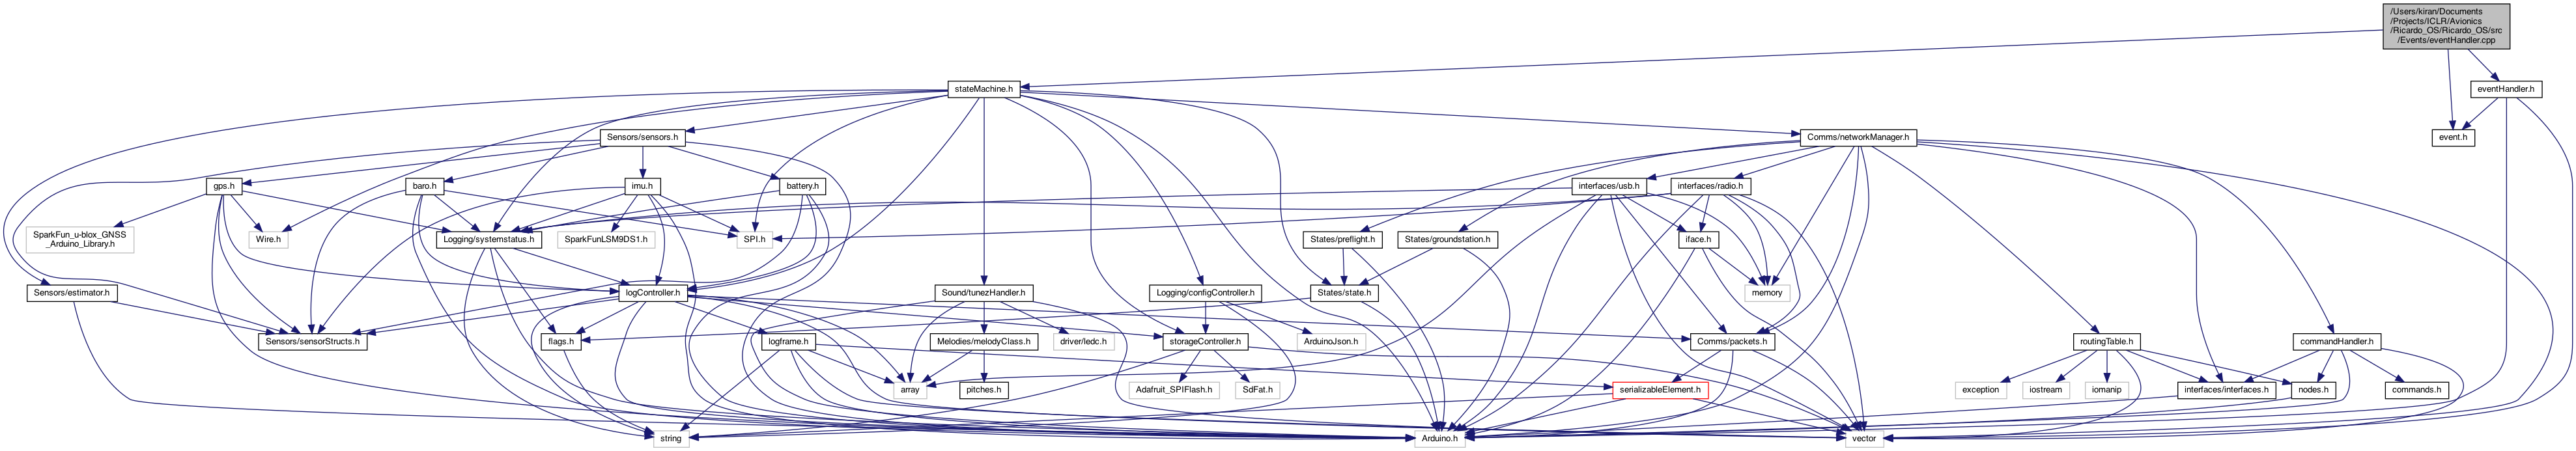 /Users/kiran/Documents
/Projects/ICLR/Avionics
/Ricardo_OS/Ricardo_OS/src
/Events/eventHandler.cpp
stateMachine.h
eventHandler.h
Sensors/sensors.h
Comms/networkManager.h
event.h
gps.h
baro.h
imu.h
battery.h
interfaces/usb.h
interfaces/radio.h
SparkFun_u-blox_GNSS
_Arduino_Library.h
Wire.h
Logging/systemstatus.h
SparkFunLSM9DS1.h
SPI.h
States/preflight.h
States/groundstation.h
iface.h
Sensors/estimator.h
logController.h
Sound/tunezHandler.h
Logging/configController.h
States/state.h
memory
Sensors/sensorStructs.h
flags.h
logframe.h
Melodies/melodyClass.h
driver/ledc.h
storageController.h
ArduinoJson.h
Comms/packets.h
routingTable.h
commandHandler.h
array
pitches.h
Adafruit_SPIFlash.h
SdFat.h
serializableElement.h
exception
iostream
iomanip
interfaces/interfaces.h
nodes.h
commands.h
string
Arduino.h
vector